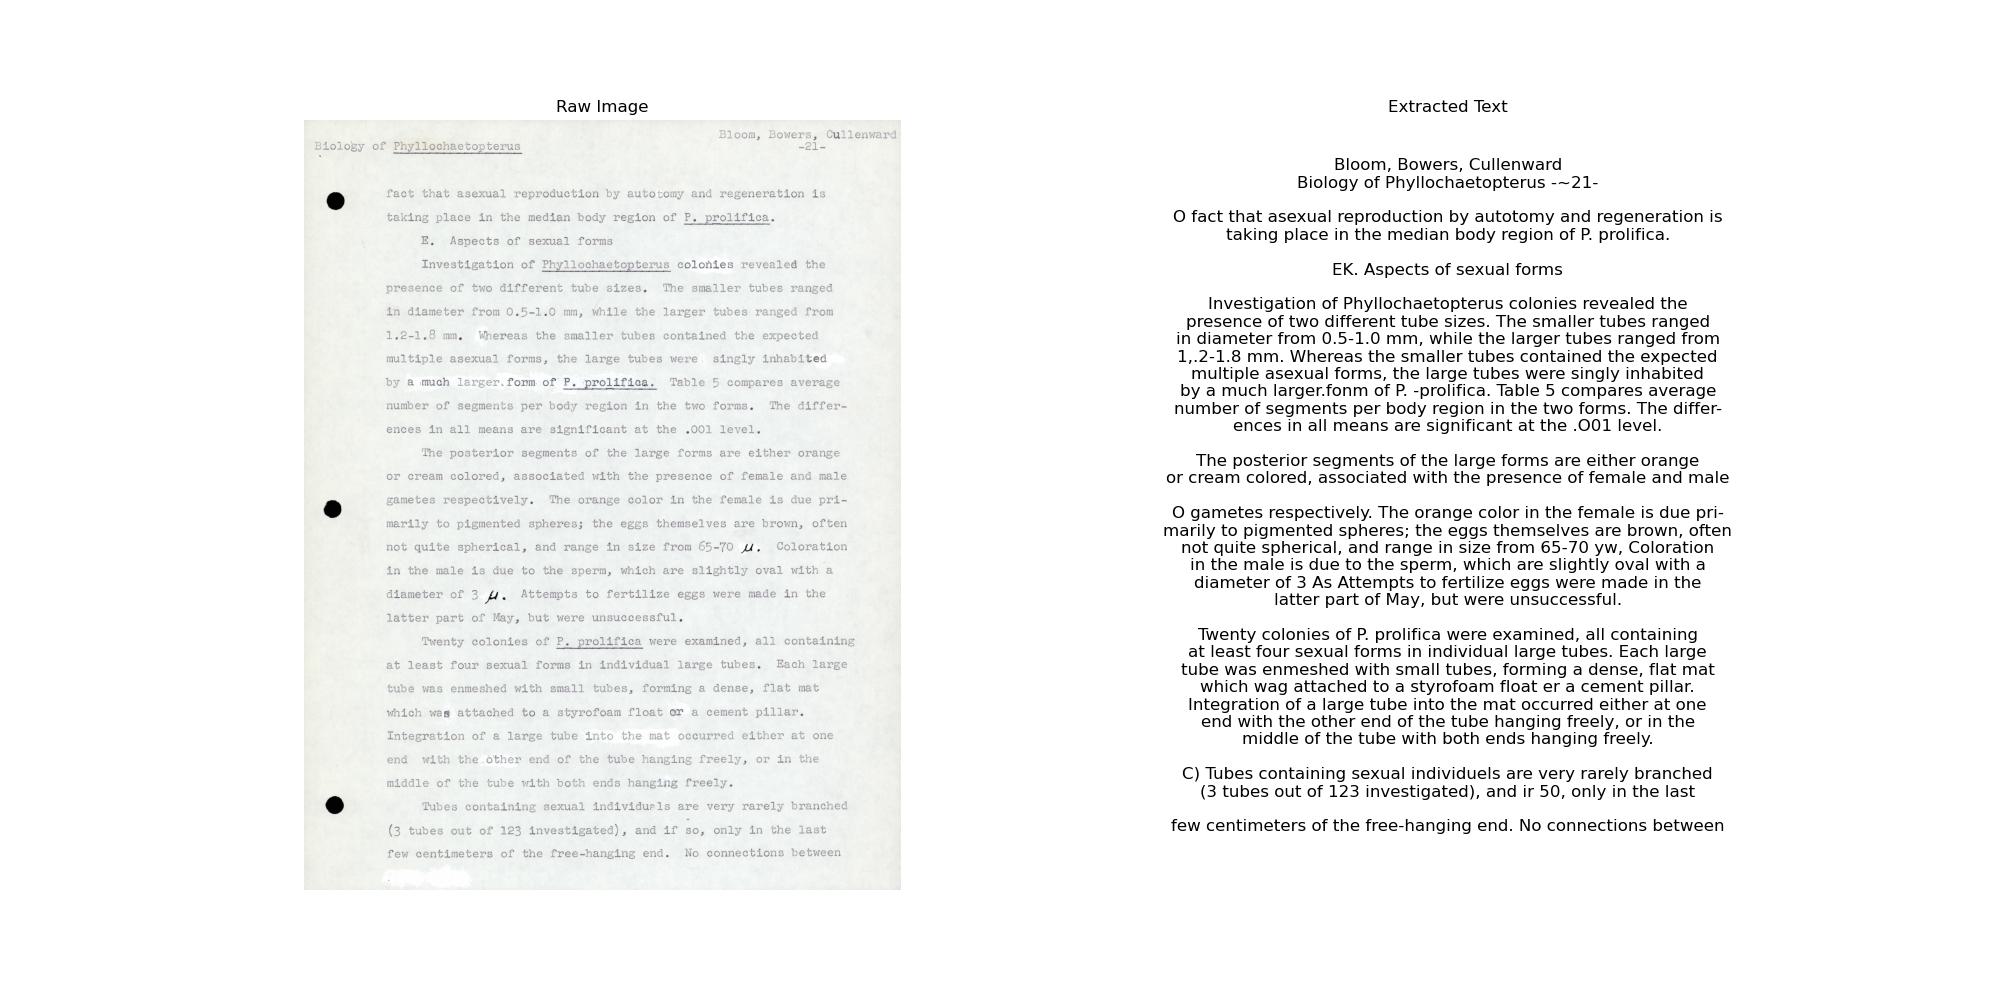 Raw Image
Bloom, Bowers, Cullenward
Biology of Phyllochaetopterus -21-
fact that asexual reproduction by autotomy and regeneration is
taking place in the median body region of P. prolifica.
E. Aspects of sexual forms
Investigation of Phyllochaetopterus colonies revealed the
presence of two different tube sizes. The smaller tubes ranged
in diameter from 0.5-1.0 mm, while the larger tubes ranged from
1.2-1.8 mm. Whereas the smaller tubes contained the expected
multiple asexual forms, the large tubes were singly inhabited
by a much larger.form of P. prolifica. Table 5 compares average
number of segments per body region in the two forms. The differ-
ences in all means are significant at the .001 level.
The posterior segments of the large forms are either orange
or cream colored, associated with the presence of female and male
gametes respectively. The orange color in the female is due pri-
marily to pigmented spheres; the eggs themselves are brown, often
not quite spherical, and range in size from 65-70 μ. Coloration
in the male is due to the sperm, which are slightly oval with a
diameter of 3 μ. Attempts to fertilize eggs were made in the
latter part of May, but were unsuccessful.
Twenty colonies of P. prolifica were examined, all containing
at least four sexual forms in individual large tubes. Each large
tube was enmeshed with small tubes, forming a dense, flat mat
which was attached to a styrofoam float or a cement pillar.
Integration of a large tube into the mat occurred either at one
end with the other end of the tube hanging freely, or in the
middle of the tube with both ends hanging freely.
Tubes containing sexual individuals are very rarely branched
(3 tubes out of 123 investigated), and if so, only in the last
few centimeters of the free-hanging end. No connections between
Extracted Text
Bloom, Bowers, Cullenward
Biology of Phyllochaetopterus -~21-
O fact that asexual reproduction by autotomy and regeneration is
taking place in the median body region of P. prolifica.
EK. Aspects of sexual forms
Investigation of Phyllochaetopterus colonies revealed the
presence of two different tube sizes. The smaller tubes ranged
in diameter from 0.5-1.0 mm, while the larger tubes ranged from
1,.2-1.8 mm. Whereas the smaller tubes contained the expected
multiple asexual forms, the large tubes were singly inhabited
by a much larger.fonm of P. -prolifica. Table 5 compares average
number of segments per body region in the two forms. The differ-
ences in all means are significant at the .O01 level.
The posterior segments of the large forms are either orange
or cream colored, associated with the presence of female and male
O gametes respectively. The orange color in the female is due pri-
marily to pigmented spheres; the eggs themselves are brown, often
not quite spherical, and range in size from 65-70 yw, Coloration
in the male is due to the sperm, which are slightly oval with a
diameter of 3 As Attempts to fertilize eggs were made in the
latter part of May, but were unsuccessful.
Twenty colonies of P. prolifica were examined, all containing
at least four sexual forms in individual large tubes. Each large
tube was enmeshed with small tubes, forming a dense, flat mat
which wag attached to a styrofoam float er a cement pillar.
Integration of a large tube into the mat occurred either at one
end with the other end of the tube hanging freely, or in the
middle of the tube with both ends hanging freely.
C) Tubes containing sexual individuels are very rarely branched
(3 tubes out of 123 investigated), and ir 50, only in the last
few centimeters of the free-hanging end. No connections between